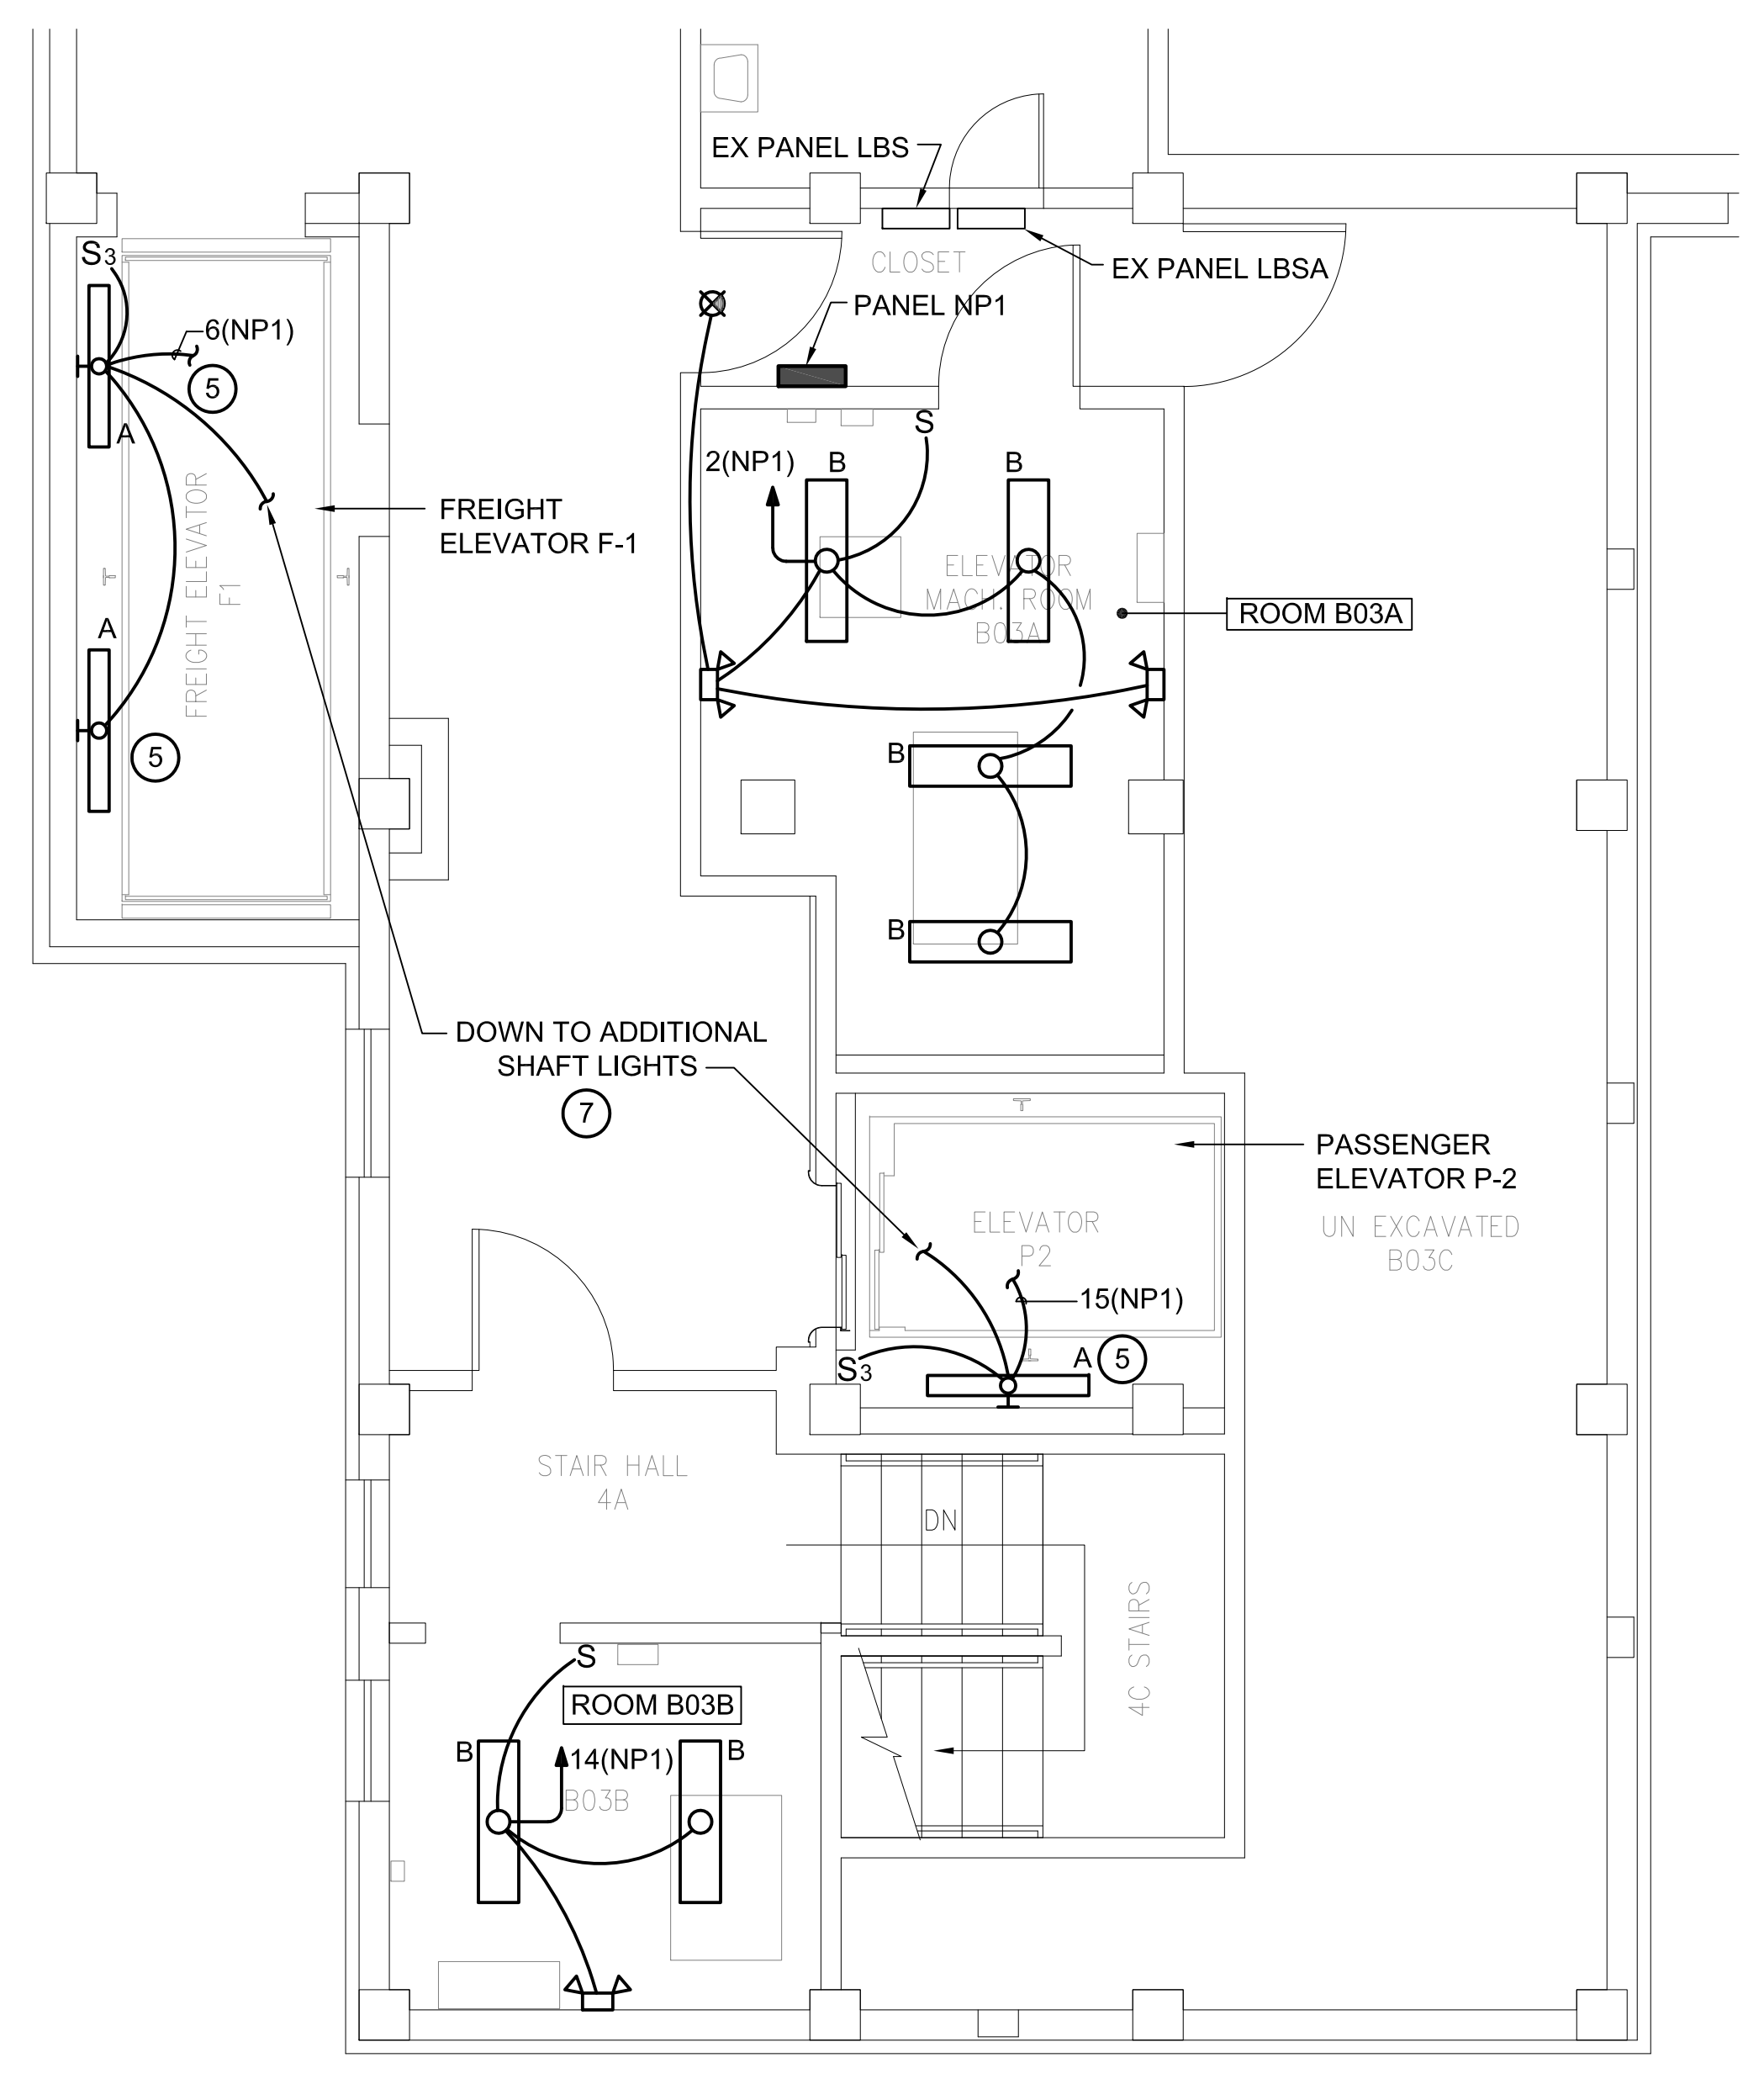 EX PANEL LBS
S3
CLOSET
EX PANEL LBSA
PANEL NP1
6(NP1)
5
A
S
2(NP1)
B
B
FREIGHT
ELEVATOR F-1
FREIGHT ELEVATOR
F1
ELEVATOR
MACH. ROOM
B03A
ROOM B03A
A
5
B
B
DOWN TO ADDITIONAL
SHAFT LIGHTS
7
PASSENGER
ELEVATOR P-2
ELEVATOR
P2
UN EXCAVATED
B03C
15(NP1)
A
5
S3
STAIR HALL
4A
DN
4C STAIRS
S
ROOM B03B
B
14(NP1)
B
B03B